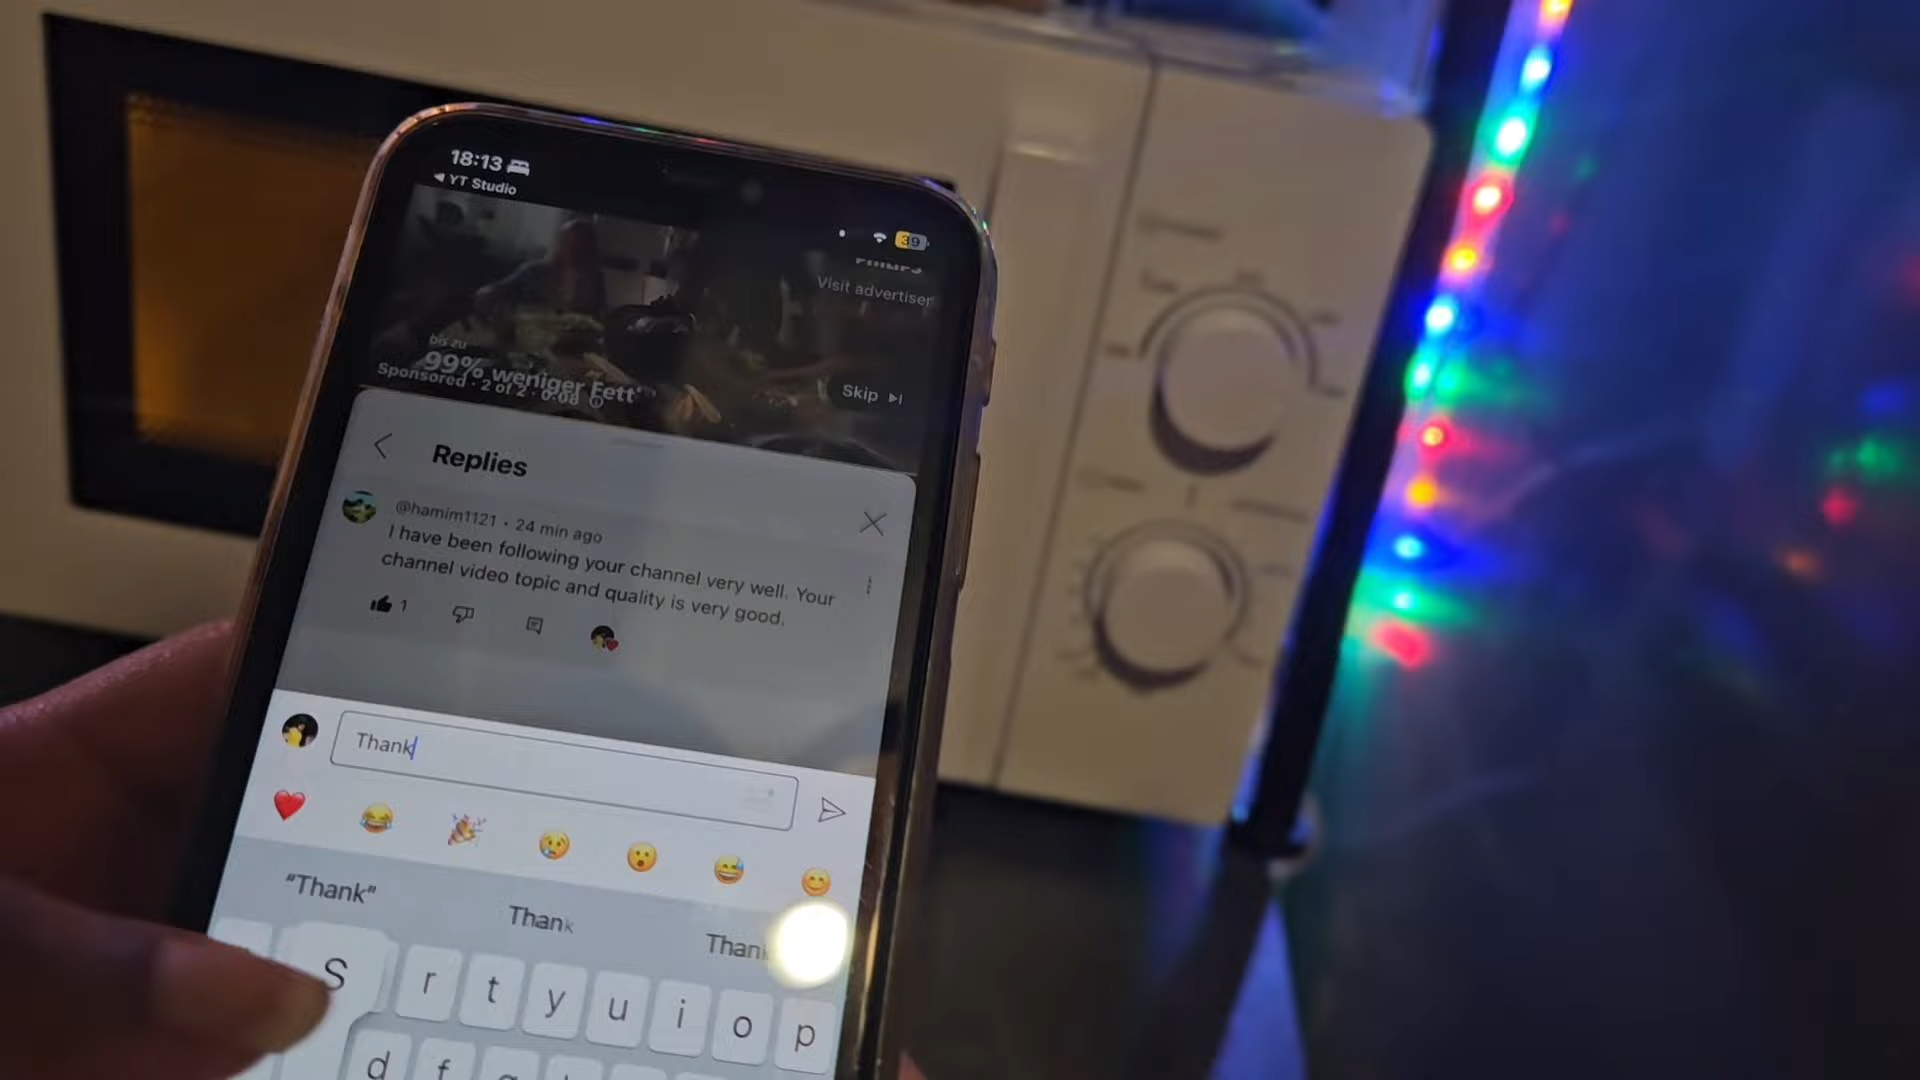 18:13
◀ YT Studio
39
Visit advertiser
bis zu
99% weniger Fett*
Sponsored · 2 of 2 · 0:08
Skip
Replies
@hamim1121 · 24 min ago
I have been following your channel very well. Your
channel video topic and quality is very good.
1
Thank
"Thank"
Thank
S r t y u i o p
d f